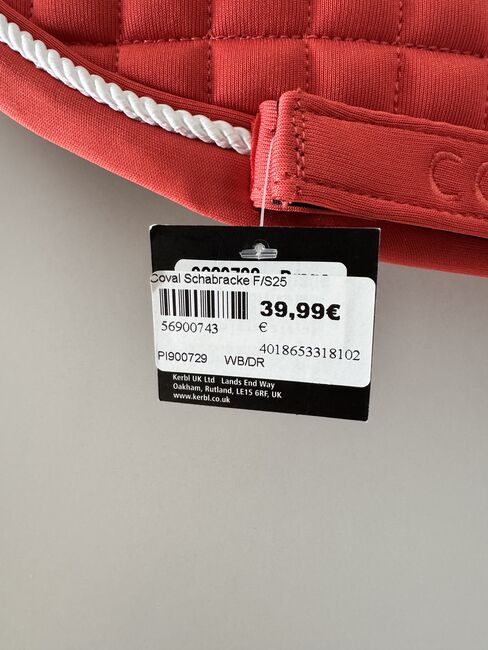 CO
Coval Schabracke F/S25
39,99€
56900743
€
4018653318102
PI900729 WB/DR
Kerbl UK Ltd Lands End Way
Oakham, Rutland, LE15 6RF, UK
www.kerbl.co.uk